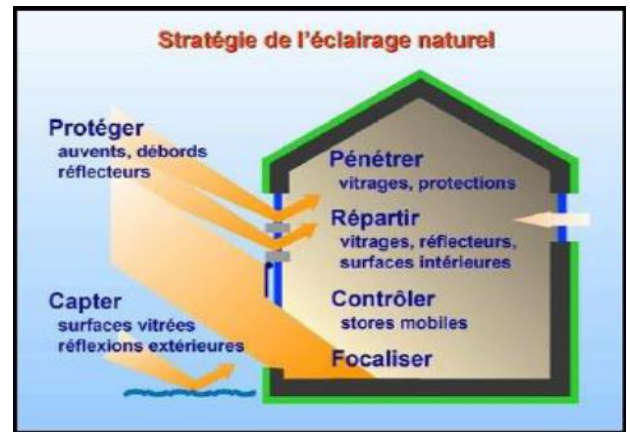 Stratégie de l'éclairage naturel
Protéger
auvents, débords
réflecteurs
Capter
surfaces vitrées
réflexions extérieures
Pénétrer
vitrages, protections
Répartir
vitrages, réflecteurs,
surfaces intérieures
Contrôler
stores mobiles
Focaliser